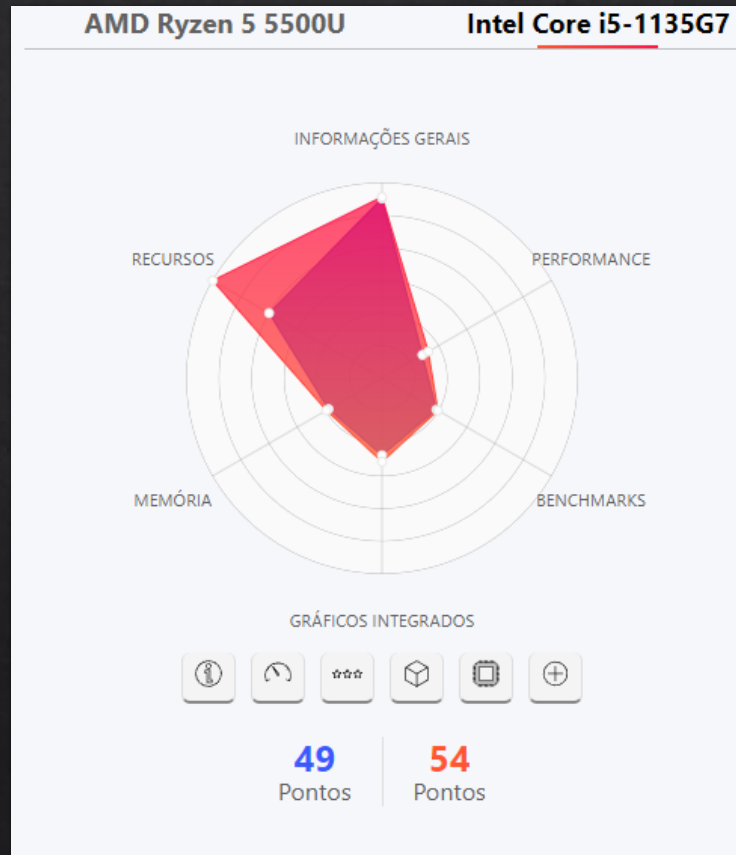 AMD Ryzen 5 5500U
Intel Core i5-1135G7
INFORMAÇÕES GERAIS
RECURSOS
PERFORMANCE
MEMÓRIA
BENCHMARKS
GRÁFICOS INTEGRADOS
49
54
Pontos
Pontos